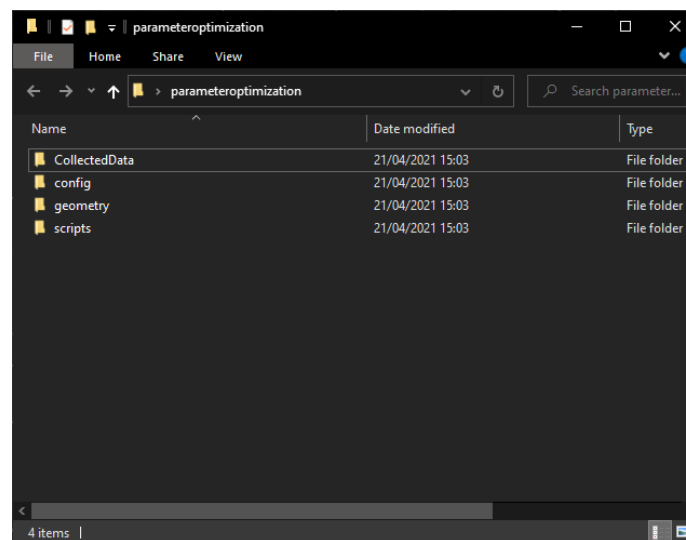 parameteroptimization
File Home Share View
parameteroptimization Search parameter...
Name Date modified Type
CollectedData 21/04/2021 15:03 File folder
config 21/04/2021 15:03 File folder
geometry 21/04/2021 15:03 File folder
scripts 21/04/2021 15:03 File folder
4 items